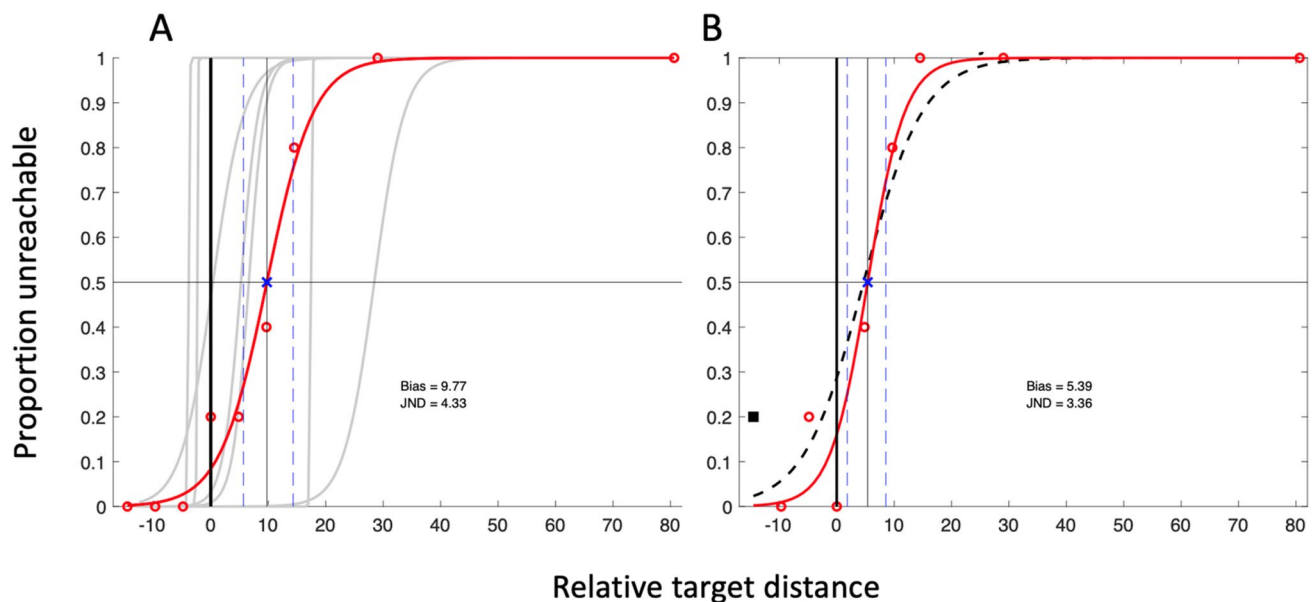 A
B
Proportion unreachable
1
0.9
0.8
0.7
0.6
0.5
0.4
0.3
0.2
0.1
0
-10 0 10 20 30 40 50 60 70 80
Bias = 9.77
JND = 4.33
1
0.9
0.8
0.7
0.6
0.5
0.4
0.3
0.2
0.1
0
-10 0 10 20 30 40 50 60 70 80
Bias = 5.39
JND = 3.36
Relative target distance